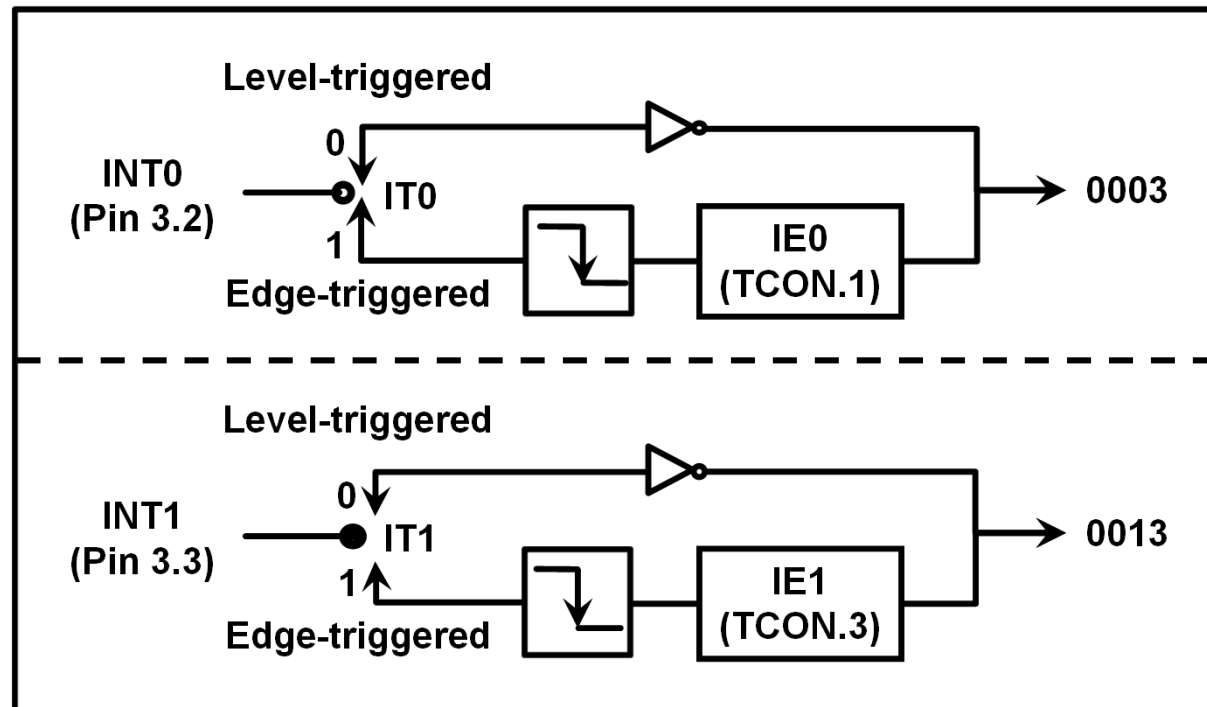 Level-triggered
0
INT0
(Pin 3.2)
IT0
0003
1
IE0
(TCON.1)
Edge-triggered
Level-triggered
0
INT1
(Pin 3.3)
IT1
0013
1
IE1
(TCON.3)
Edge-triggered